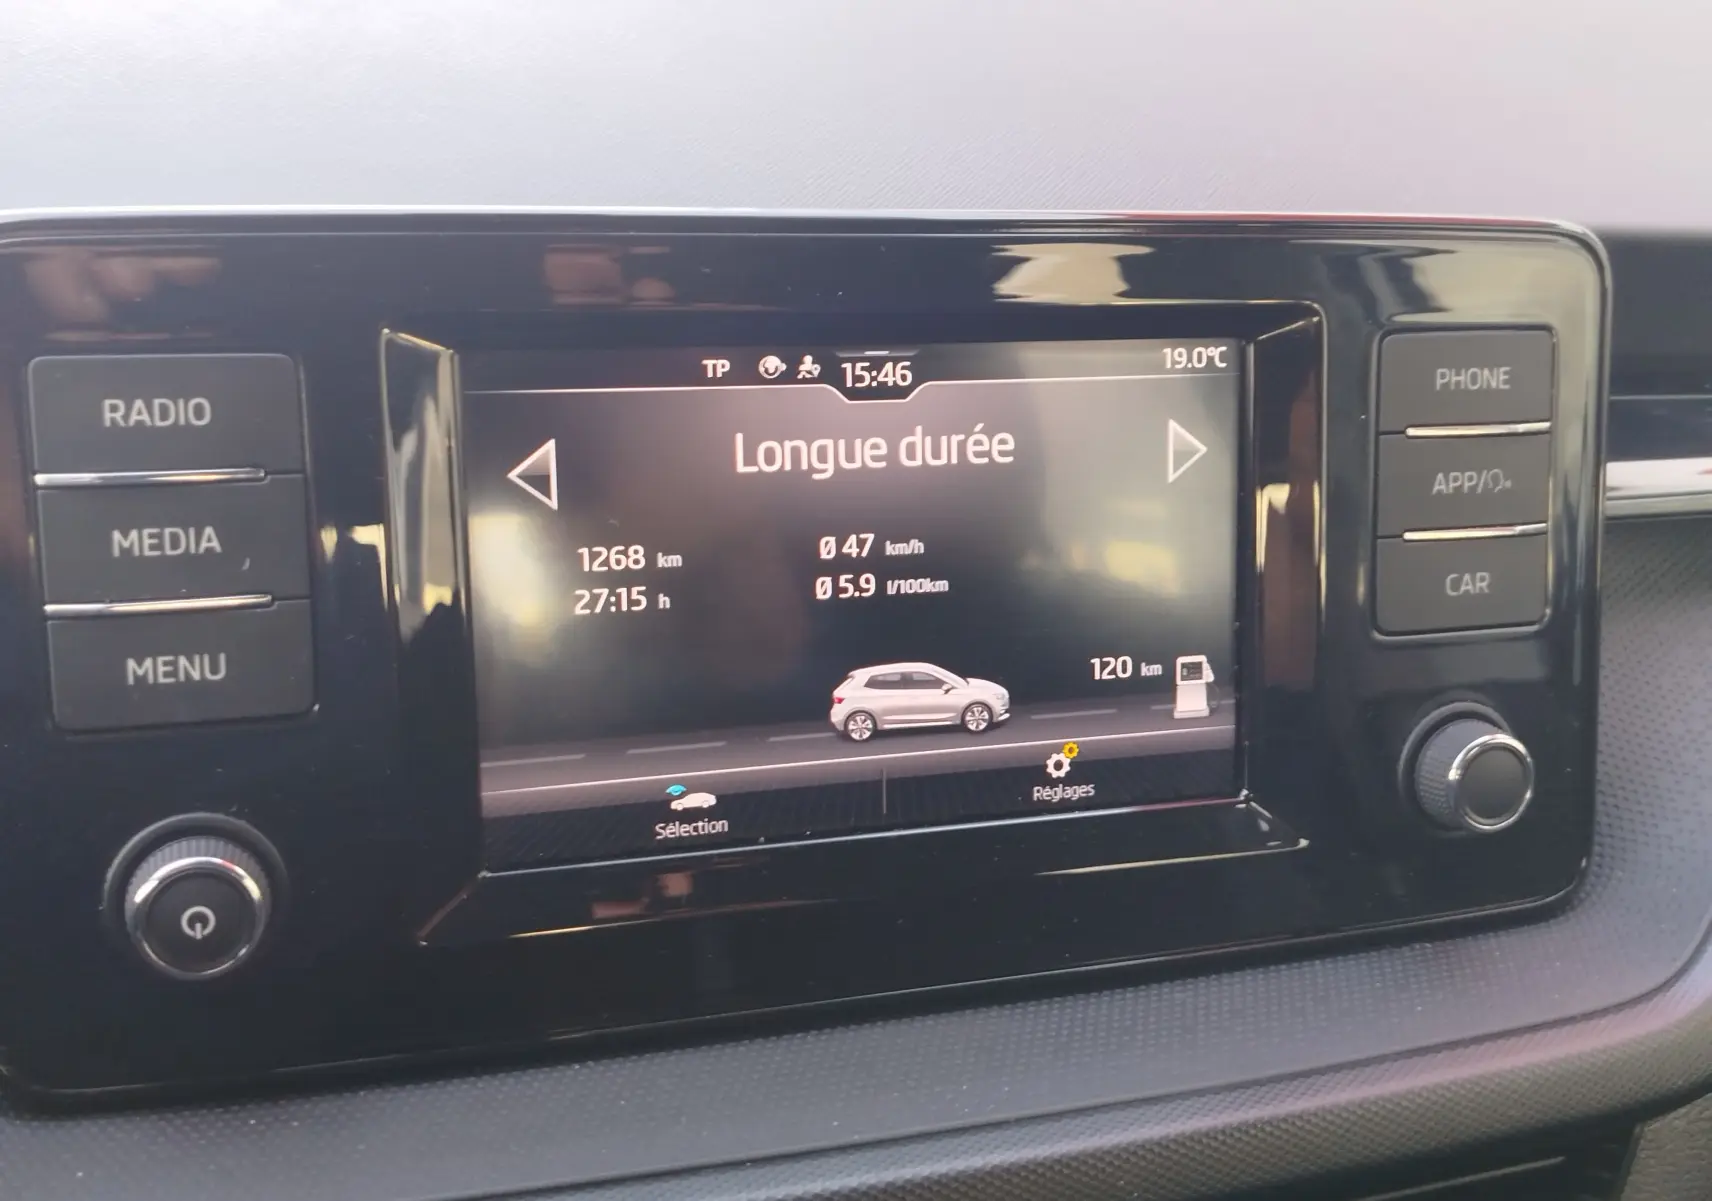 RADIO
MEDIA
MENU
TP 15:46 19.0°C
Longue durée
1268 km Ø 47 km/h
27:15 h Ø 5.9 l/100km
120 km
Sélection
Réglages
PHONE
APP/
CAR